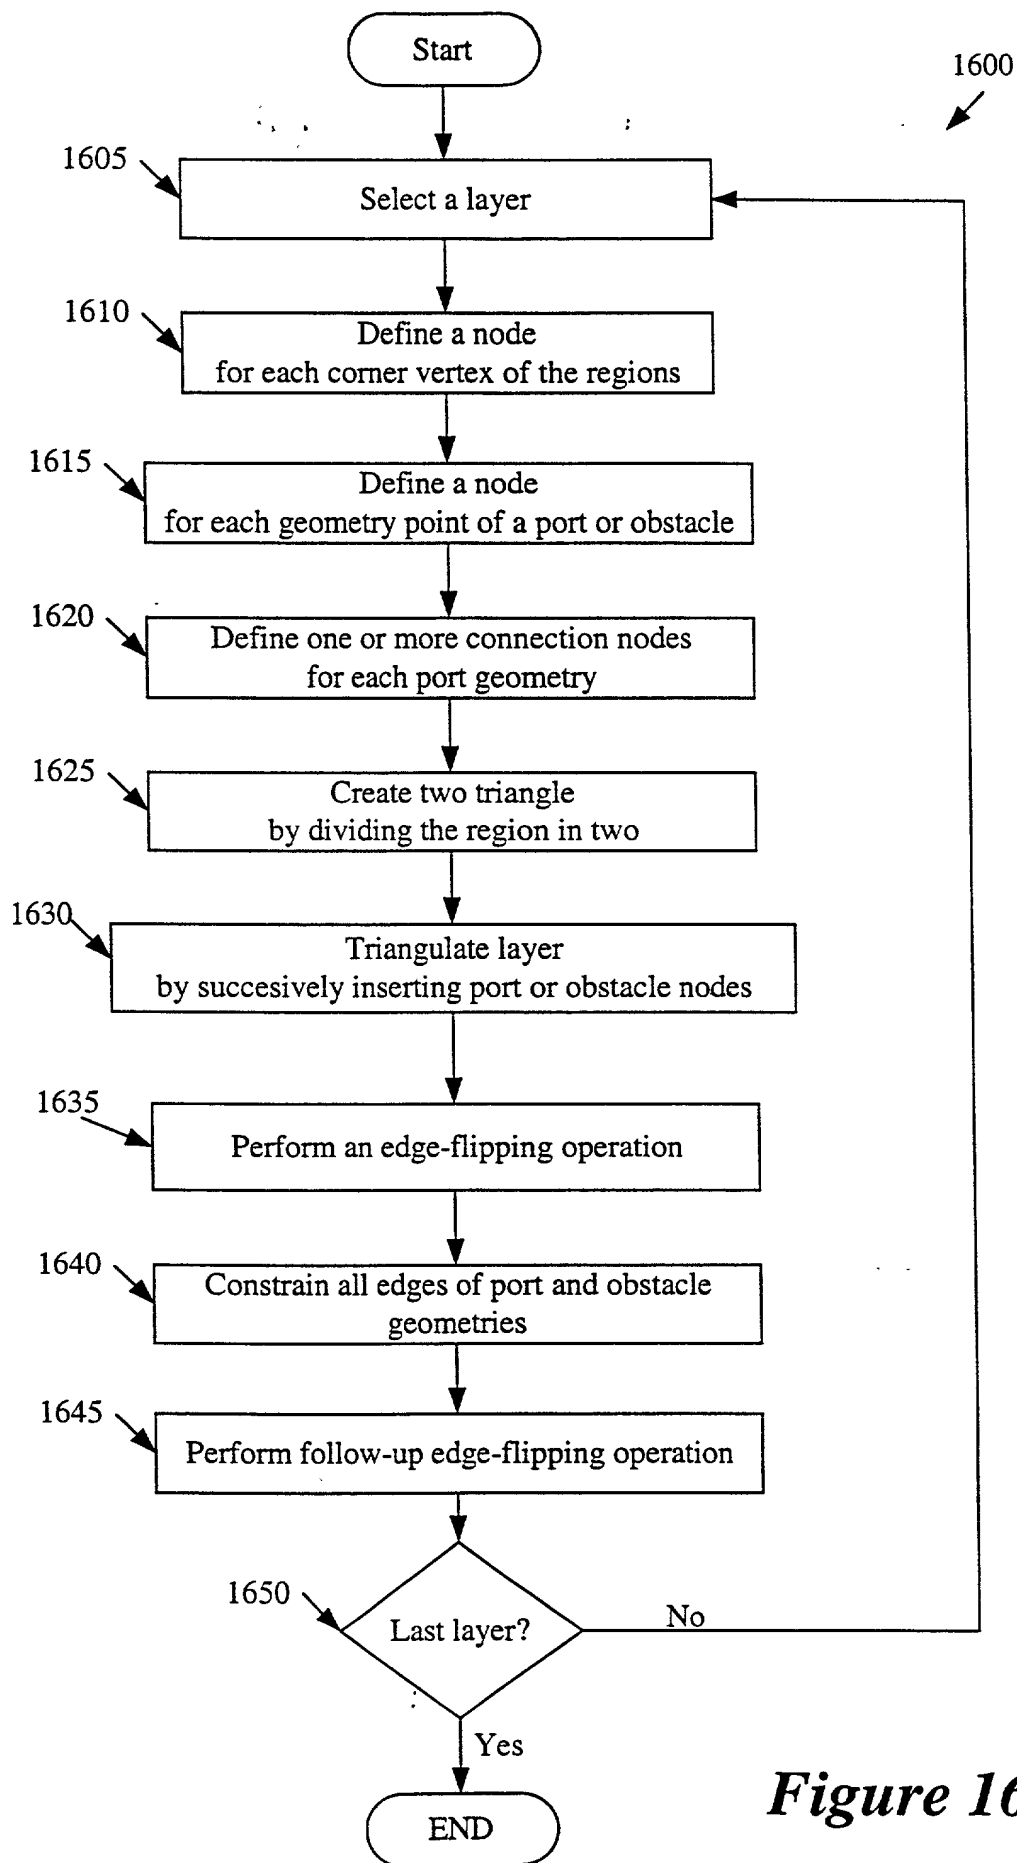 Start
1600
1605
Select a layer
1610
Define a node
for each corner vertex of the regions
1615
Define a node
for each geometry point of a port or obstacle
1620
Define one or more connection nodes
for each port geometry
1625
Create two triangle
by dividing the region in two
1630
Triangulate layer
by succesively inserting port or obstacle nodes
1635
Perform an edge-flipping operation
1640
Constrain all edges of port and obstacle
geometries
1645
Perform follow-up edge-flipping operation
1650
Last layer?
No
Yes
END
Figure 16